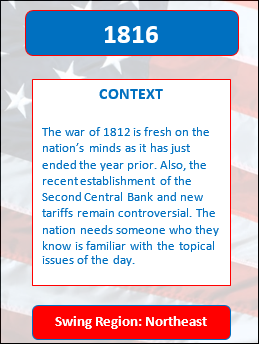 1816
CONTEXT
The war of 1812 is fresh on the
nation's minds as it has just
ended the year prior. Also, the
recent establishment of the
Second Central Bank and new
tariffs remain controversial. The
nation needs someone who they
know is familiar with the topical
issues of the day.
Swing Region: Northeast